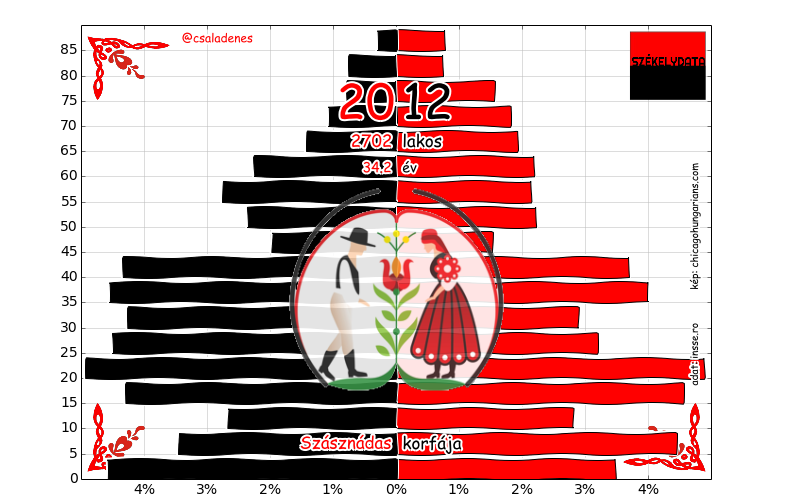 @csaladenes
SZÉKELYDATA
2012
2702 lakos
34,2 év
Szásznádas korfája
kép: chicagohungarians.com
adat: insse.ro
85
80
75
70
65
60
55
50
45
40
35
30
25
20
15
10
5
0
4% 3% 2% 1% 0% 1% 2% 3% 4%